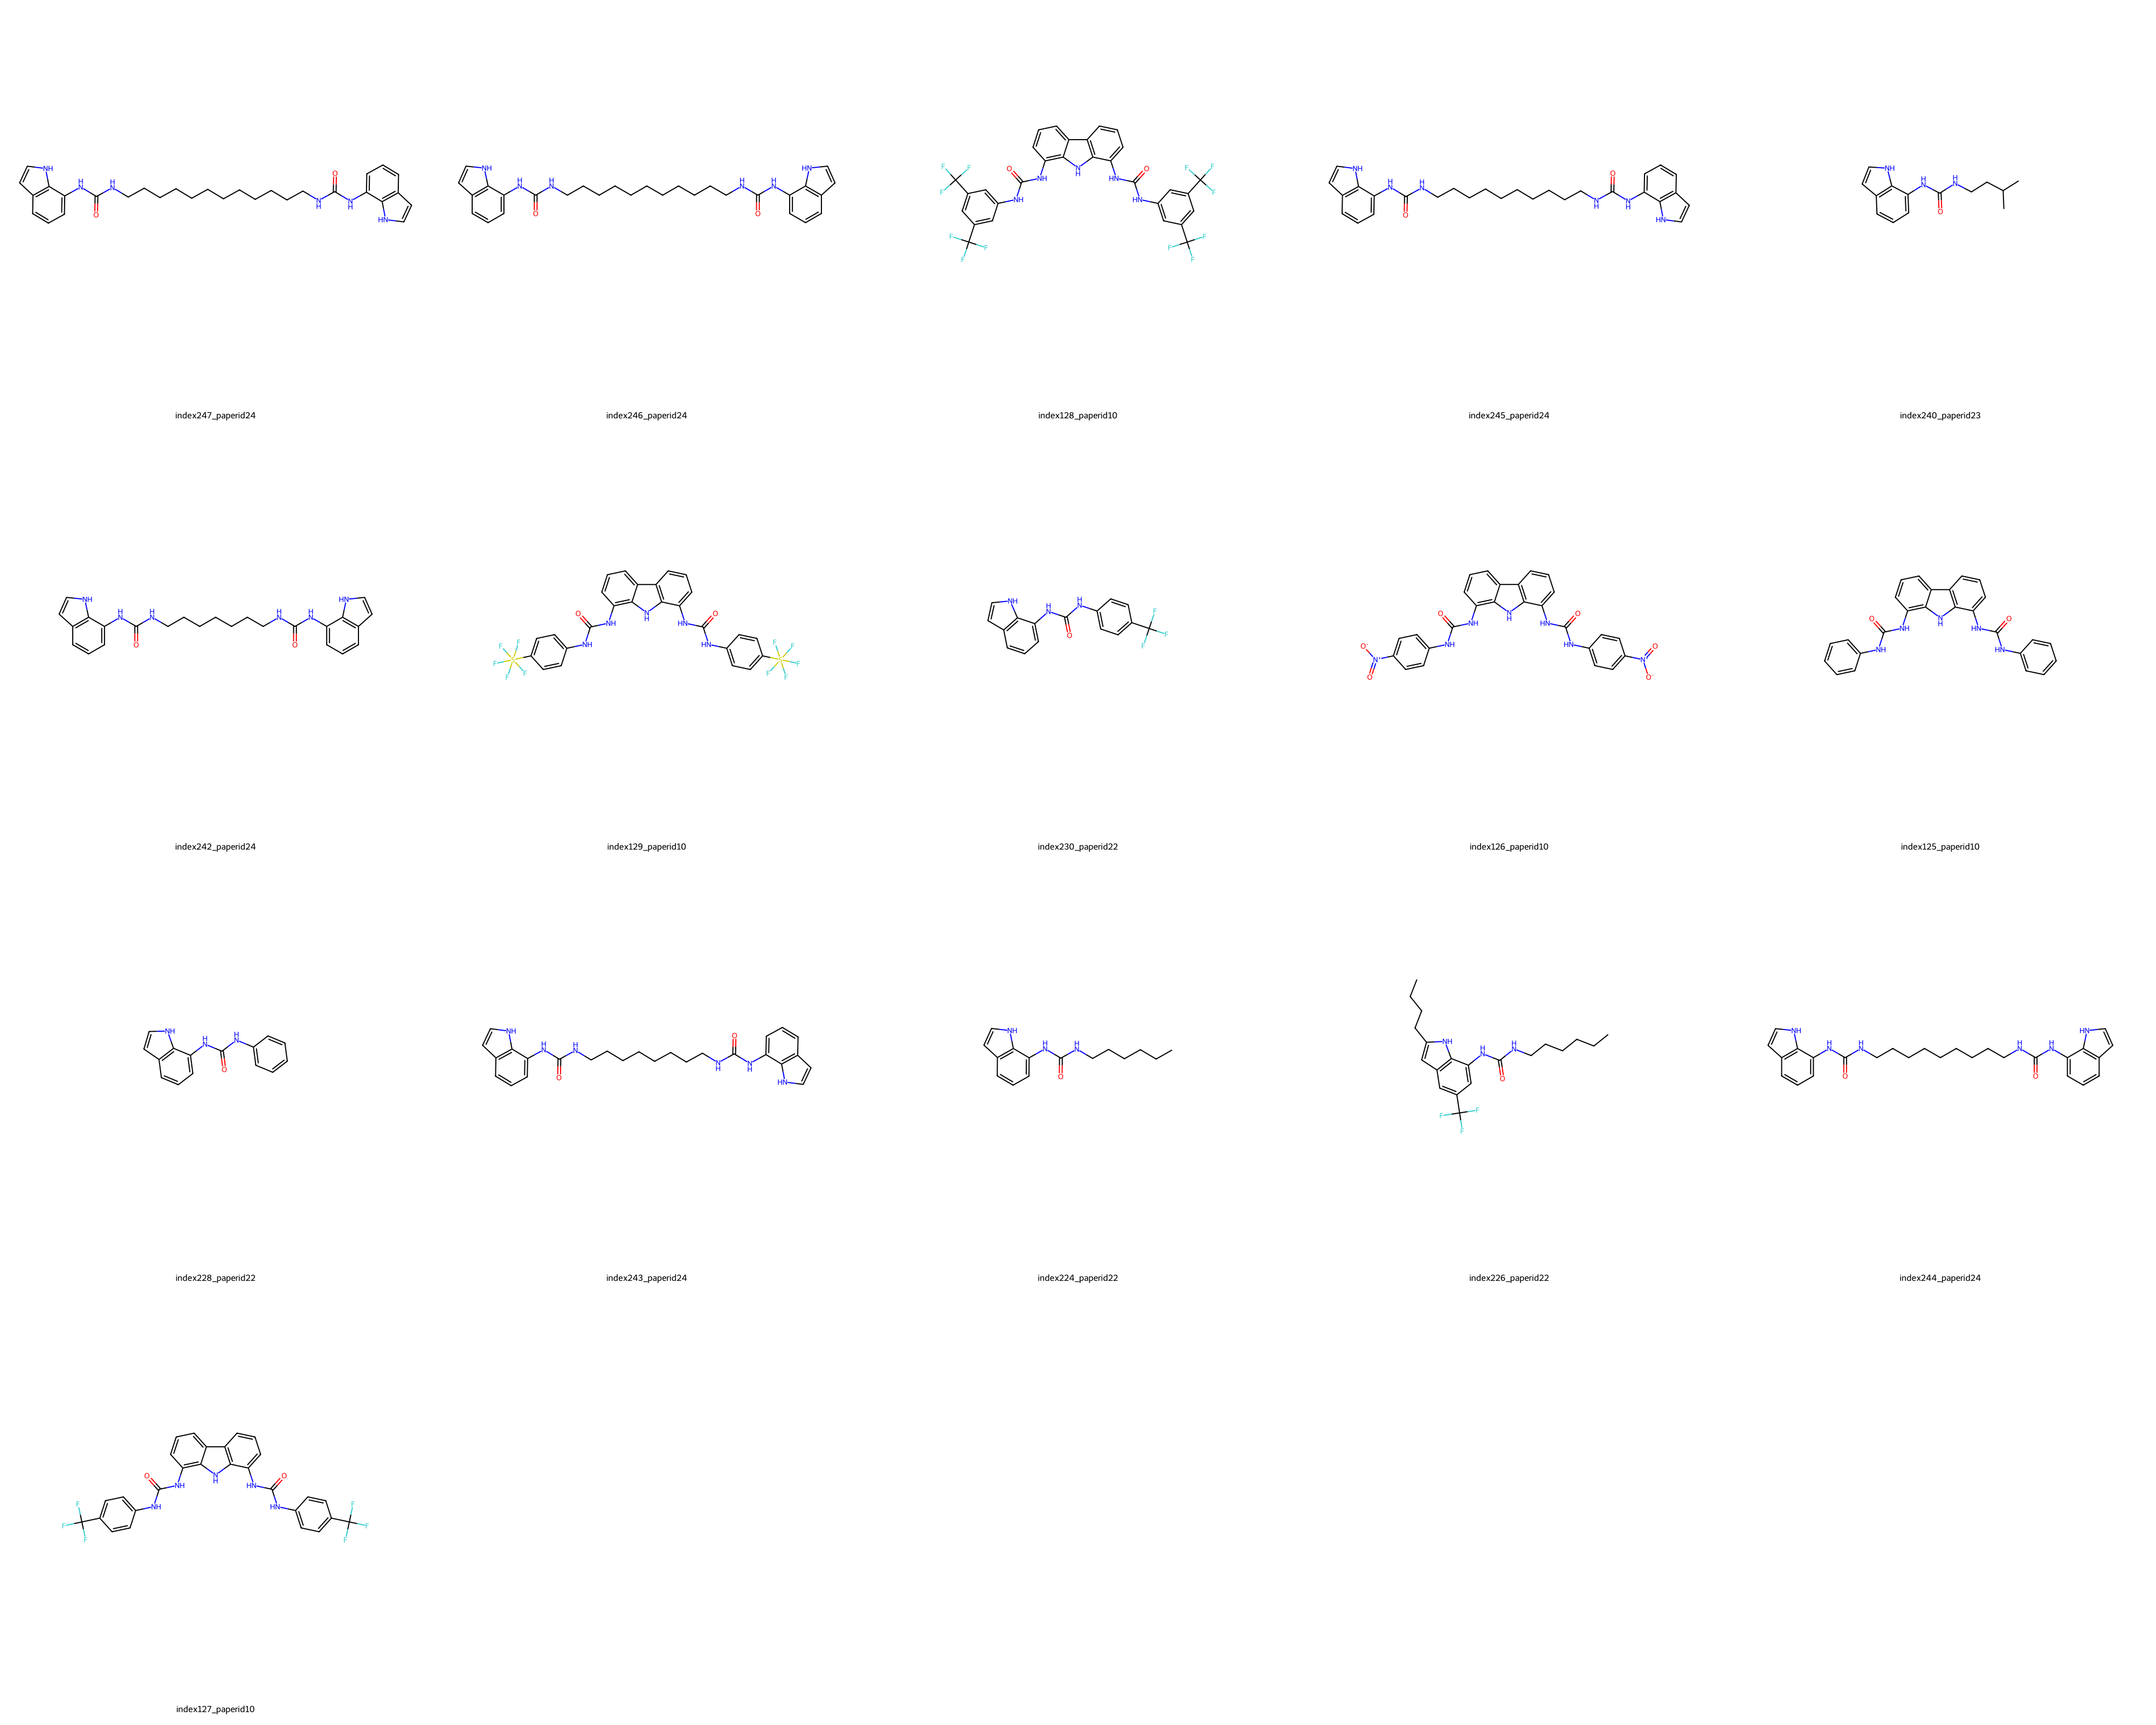 index247_paperid24
index246_paperid24
index128_paperid10
index245_paperid24
index240_paperid23
index242_paperid24
index129_paperid10
index230_paperid22
index126_paperid10
index125_paperid10
index228_paperid22
index243_paperid24
index224_paperid22
index226_paperid22
index244_paperid24
index127_paperid10